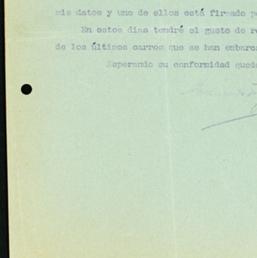 mis datos y uno de ellos está firmado p
En estos dias tendré el gusto de re
de los últimos carros que se han embarc
Esperando su conformidad qued